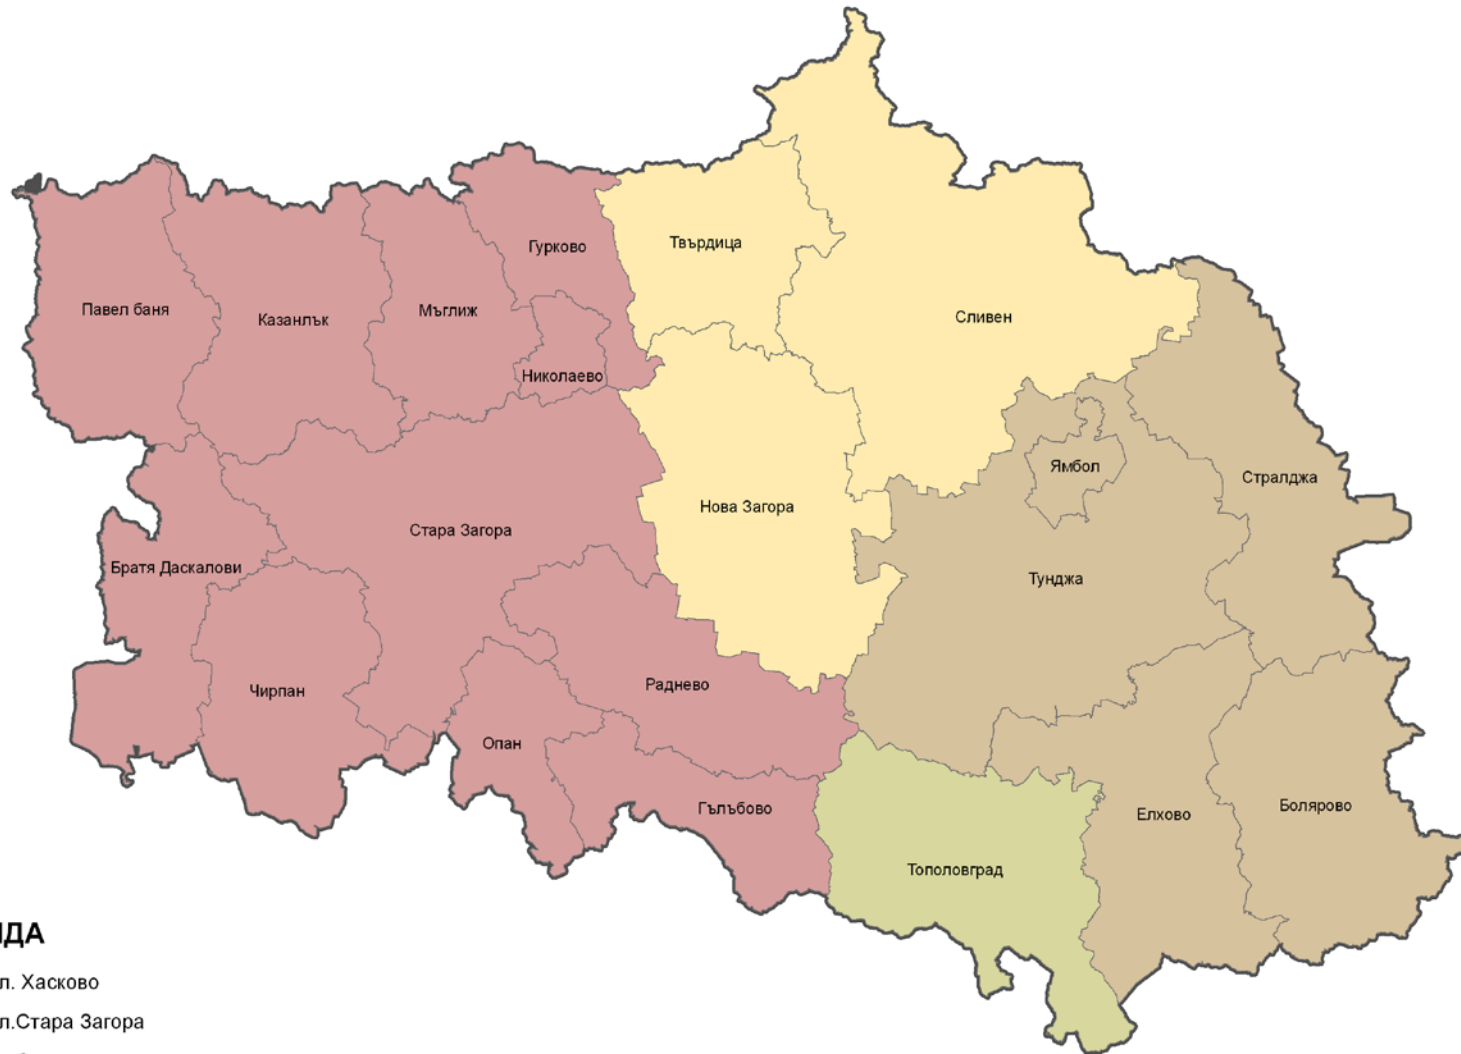 Гурково
Твърдица
Павел баня
Мъглиж
Казанлък
Сливен
Николаево
Ямбол
Стралджа
Нова Загора
Стара Загора
Братя Даскалови
Тунджа
Раднево
Чирпан
Опан
Гълъбово
Болярово
Елхово
Тополовград
ДА
л. Хасково
л.Стара Загора